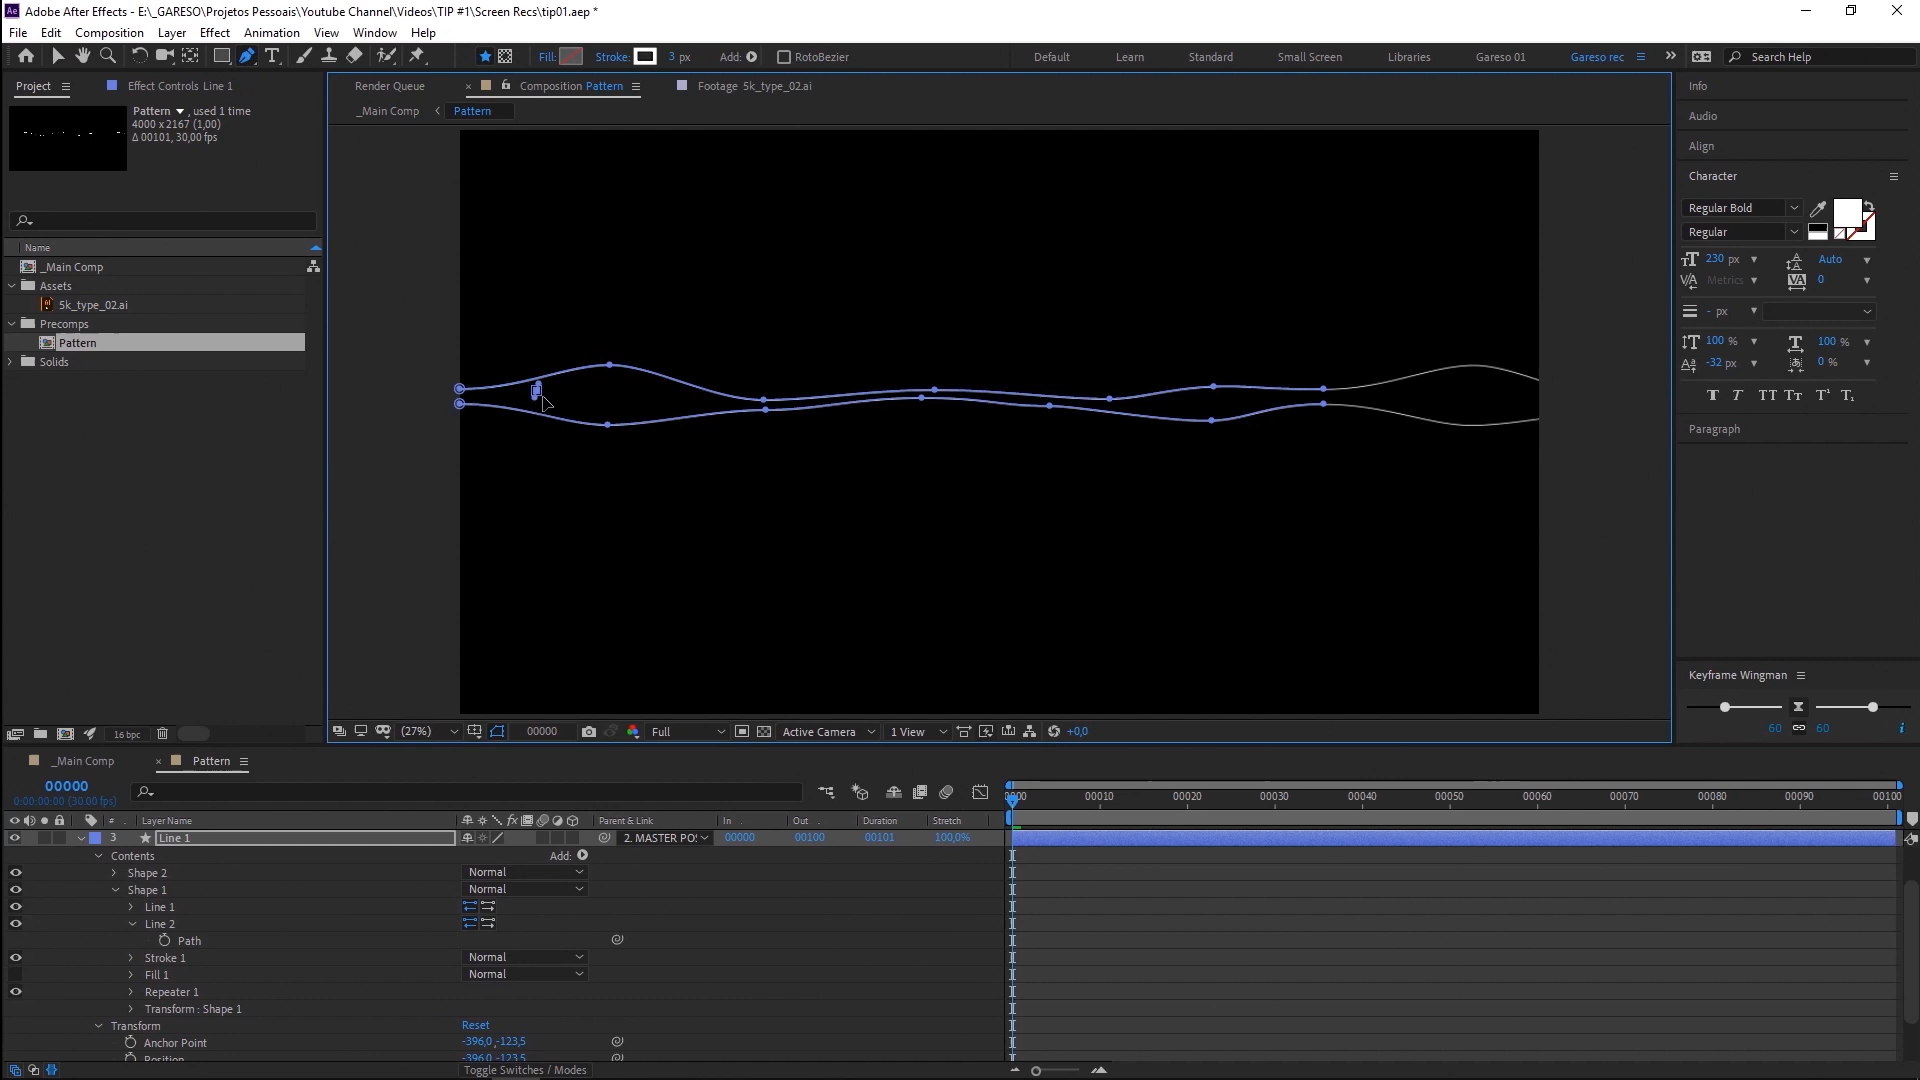 Adobe After Effects - E:\_GARESO\Projetos Pessoais\Youtube Channel\Videos\TIP #1\Screen Recs\tip01.aep *
File Edit Composition Layer Effect Animation View Window Help
Fill: Stroke: 3 px Add: RotoBezier Default Learn Standard Small Screen Libraries Gareso 01 Gareso rec Search Help
Project Effect Controls Line 1
Render Queue Composition Pattern Footage 5k_type_02.ai
_Main Comp Pattern
Pattern , used 1 time
4000 x 2167 (1,00)
Δ 00101, 30,00 fps
Name
_Main Comp
Assets
5k_type_02.ai
Precomps
Pattern
Solids
16 bpc
(27%) 00000 Full Active Camera 1 View +0,0
Info
Audio
Align
Character
Regular Bold
Regular
230 px Auto
Metrics 0
- px
100 % 100 %
-32 px 0 %
T T TT Tt T¹ T₁
Paragraph
Keyframe Wingman
60 60
_Main Comp Pattern
00000
0:00:00:00 (30.00 fps)
00010 00020 00030 00040 00050 00060 00070 00080 00090 00100
# Layer Name Parent & Link In Out Duration Stretch
3 Line 1 2. MASTER PO 00000 00100 00101 100,0%
Contents Add:
Shape 2 Normal
Shape 1 Normal
Line 1
Line 2
Path
Stroke 1 Normal
Fill 1 Normal
Repeater 1
Transform : Shape 1
Transform Reset
Anchor Point -396,0,-123,5
Position -396,0,-123,5
Toggle Switches / Modes